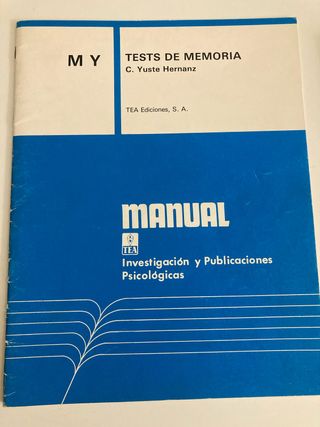 M Y TESTS DE MEMORIA
C. Yuste Hernanz
TEA Ediciones, S. A.
manual
TEA
Investigación y Publicaciones
Psicológicas